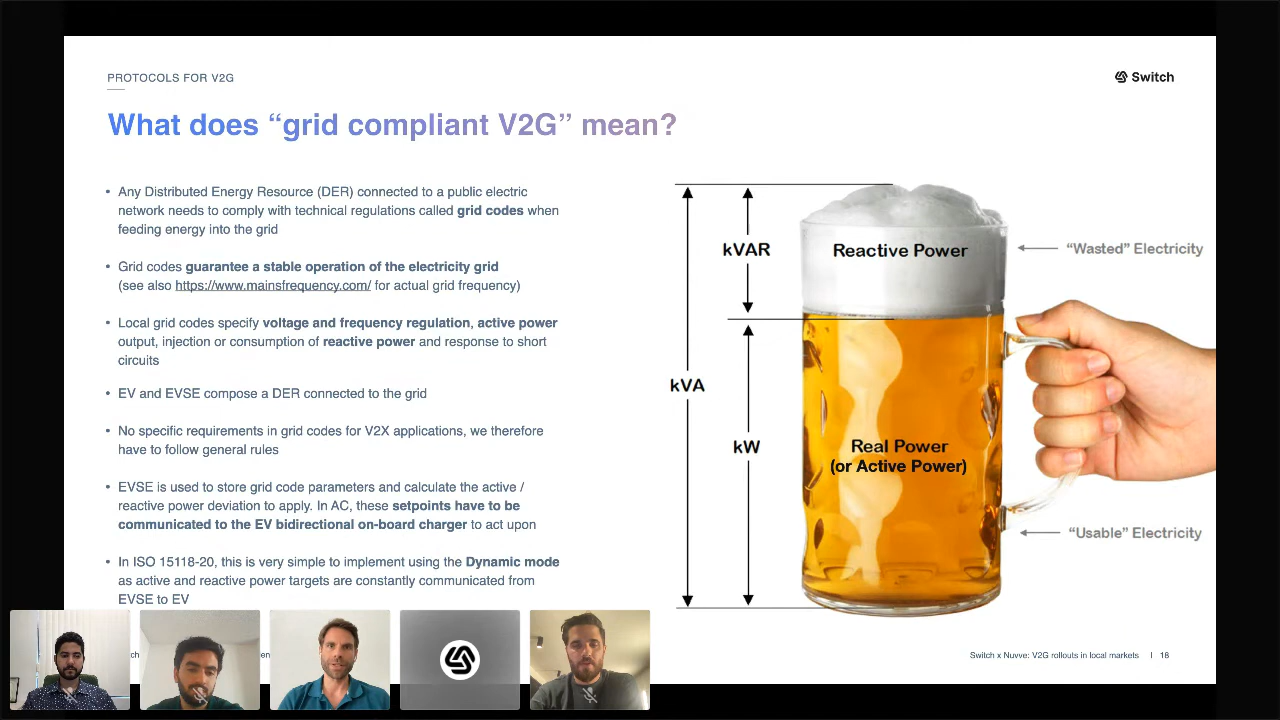 PROTOCOLS FOR V2G
Switch
What does “grid compliant V2G” mean?
• Any Distributed Energy Resource (DER) connected to a public electric
network needs to comply with technical regulations called grid codes when
feeding energy into the grid
• Grid codes guarantee a stable operation of the electricity grid
(see also https://www.mainsfrequency.com/ for actual grid frequency)
• Local grid codes specify voltage and frequency regulation, active power
output, injection or consumption of reactive power and response to short
circuits
• EV and EVSE compose a DER connected to the grid
• No specific requirements in grid codes for V2X applications, we therefore
have to follow general rules
• EVSE is used to store grid code parameters and calculate the active /
reactive power deviation to apply. In AC, these setpoints have to be
communicated to the EV bidirectional on-board charger to act upon
• In ISO 15118-20, this is very simple to implement using the Dynamic mode
as active and reactive power targets are constantly communicated from
EVSE to EV
kVAR
Reactive Power
“Wasted” Electricity
kVA
kW
Real Power
(or Active Power)
“Usable” Electricity
Switch x Nuvve: V2G rollouts in local markets | 18